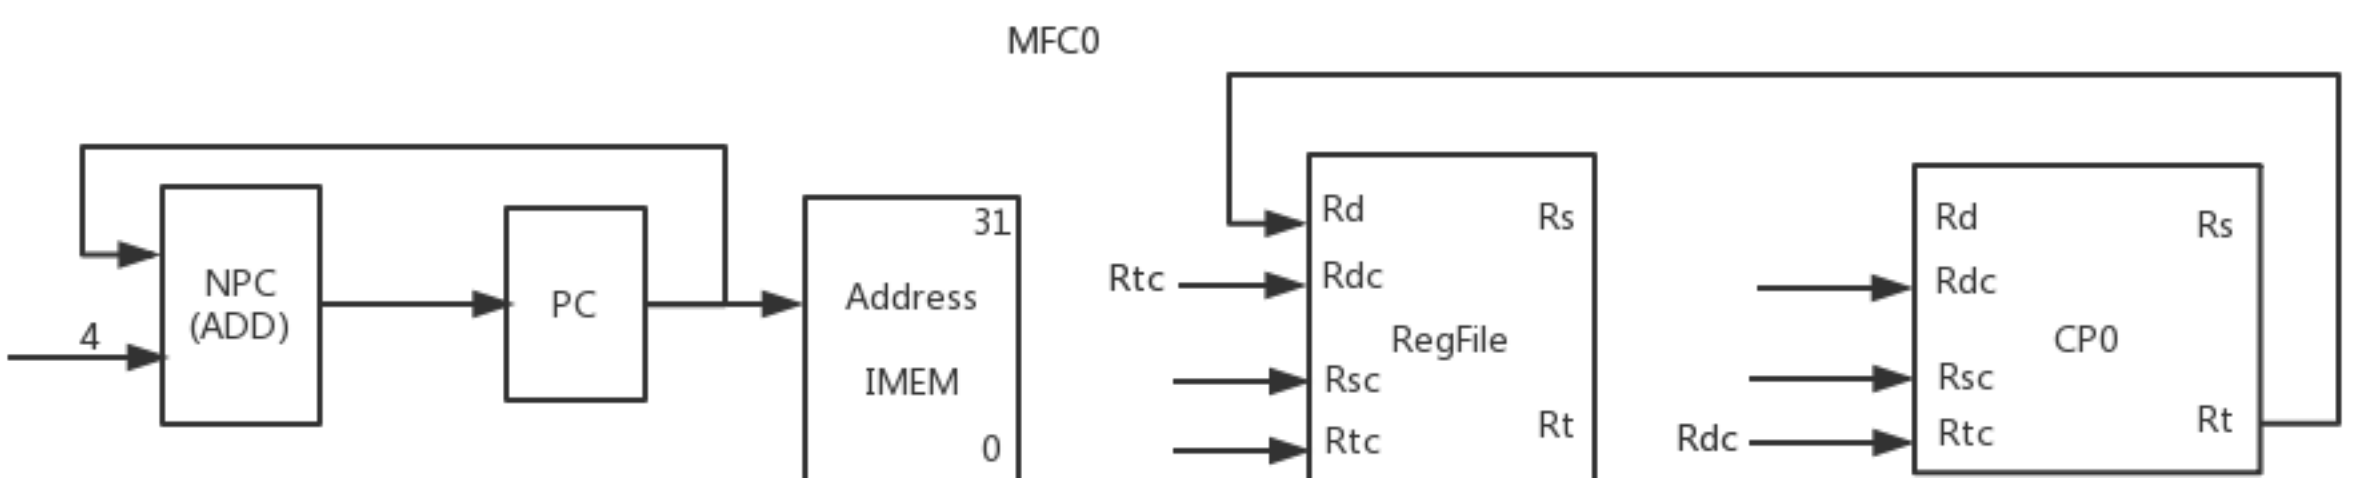 MFC0
4
NPC
(ADD)
PC
31
Address
IMEM
0
Rtc
Rd
Rdc
Rsc
Rtc
RegFile
Rs
Rt
Rdc
Rd
Rdc
Rsc
Rtc
CP0
Rs
Rt